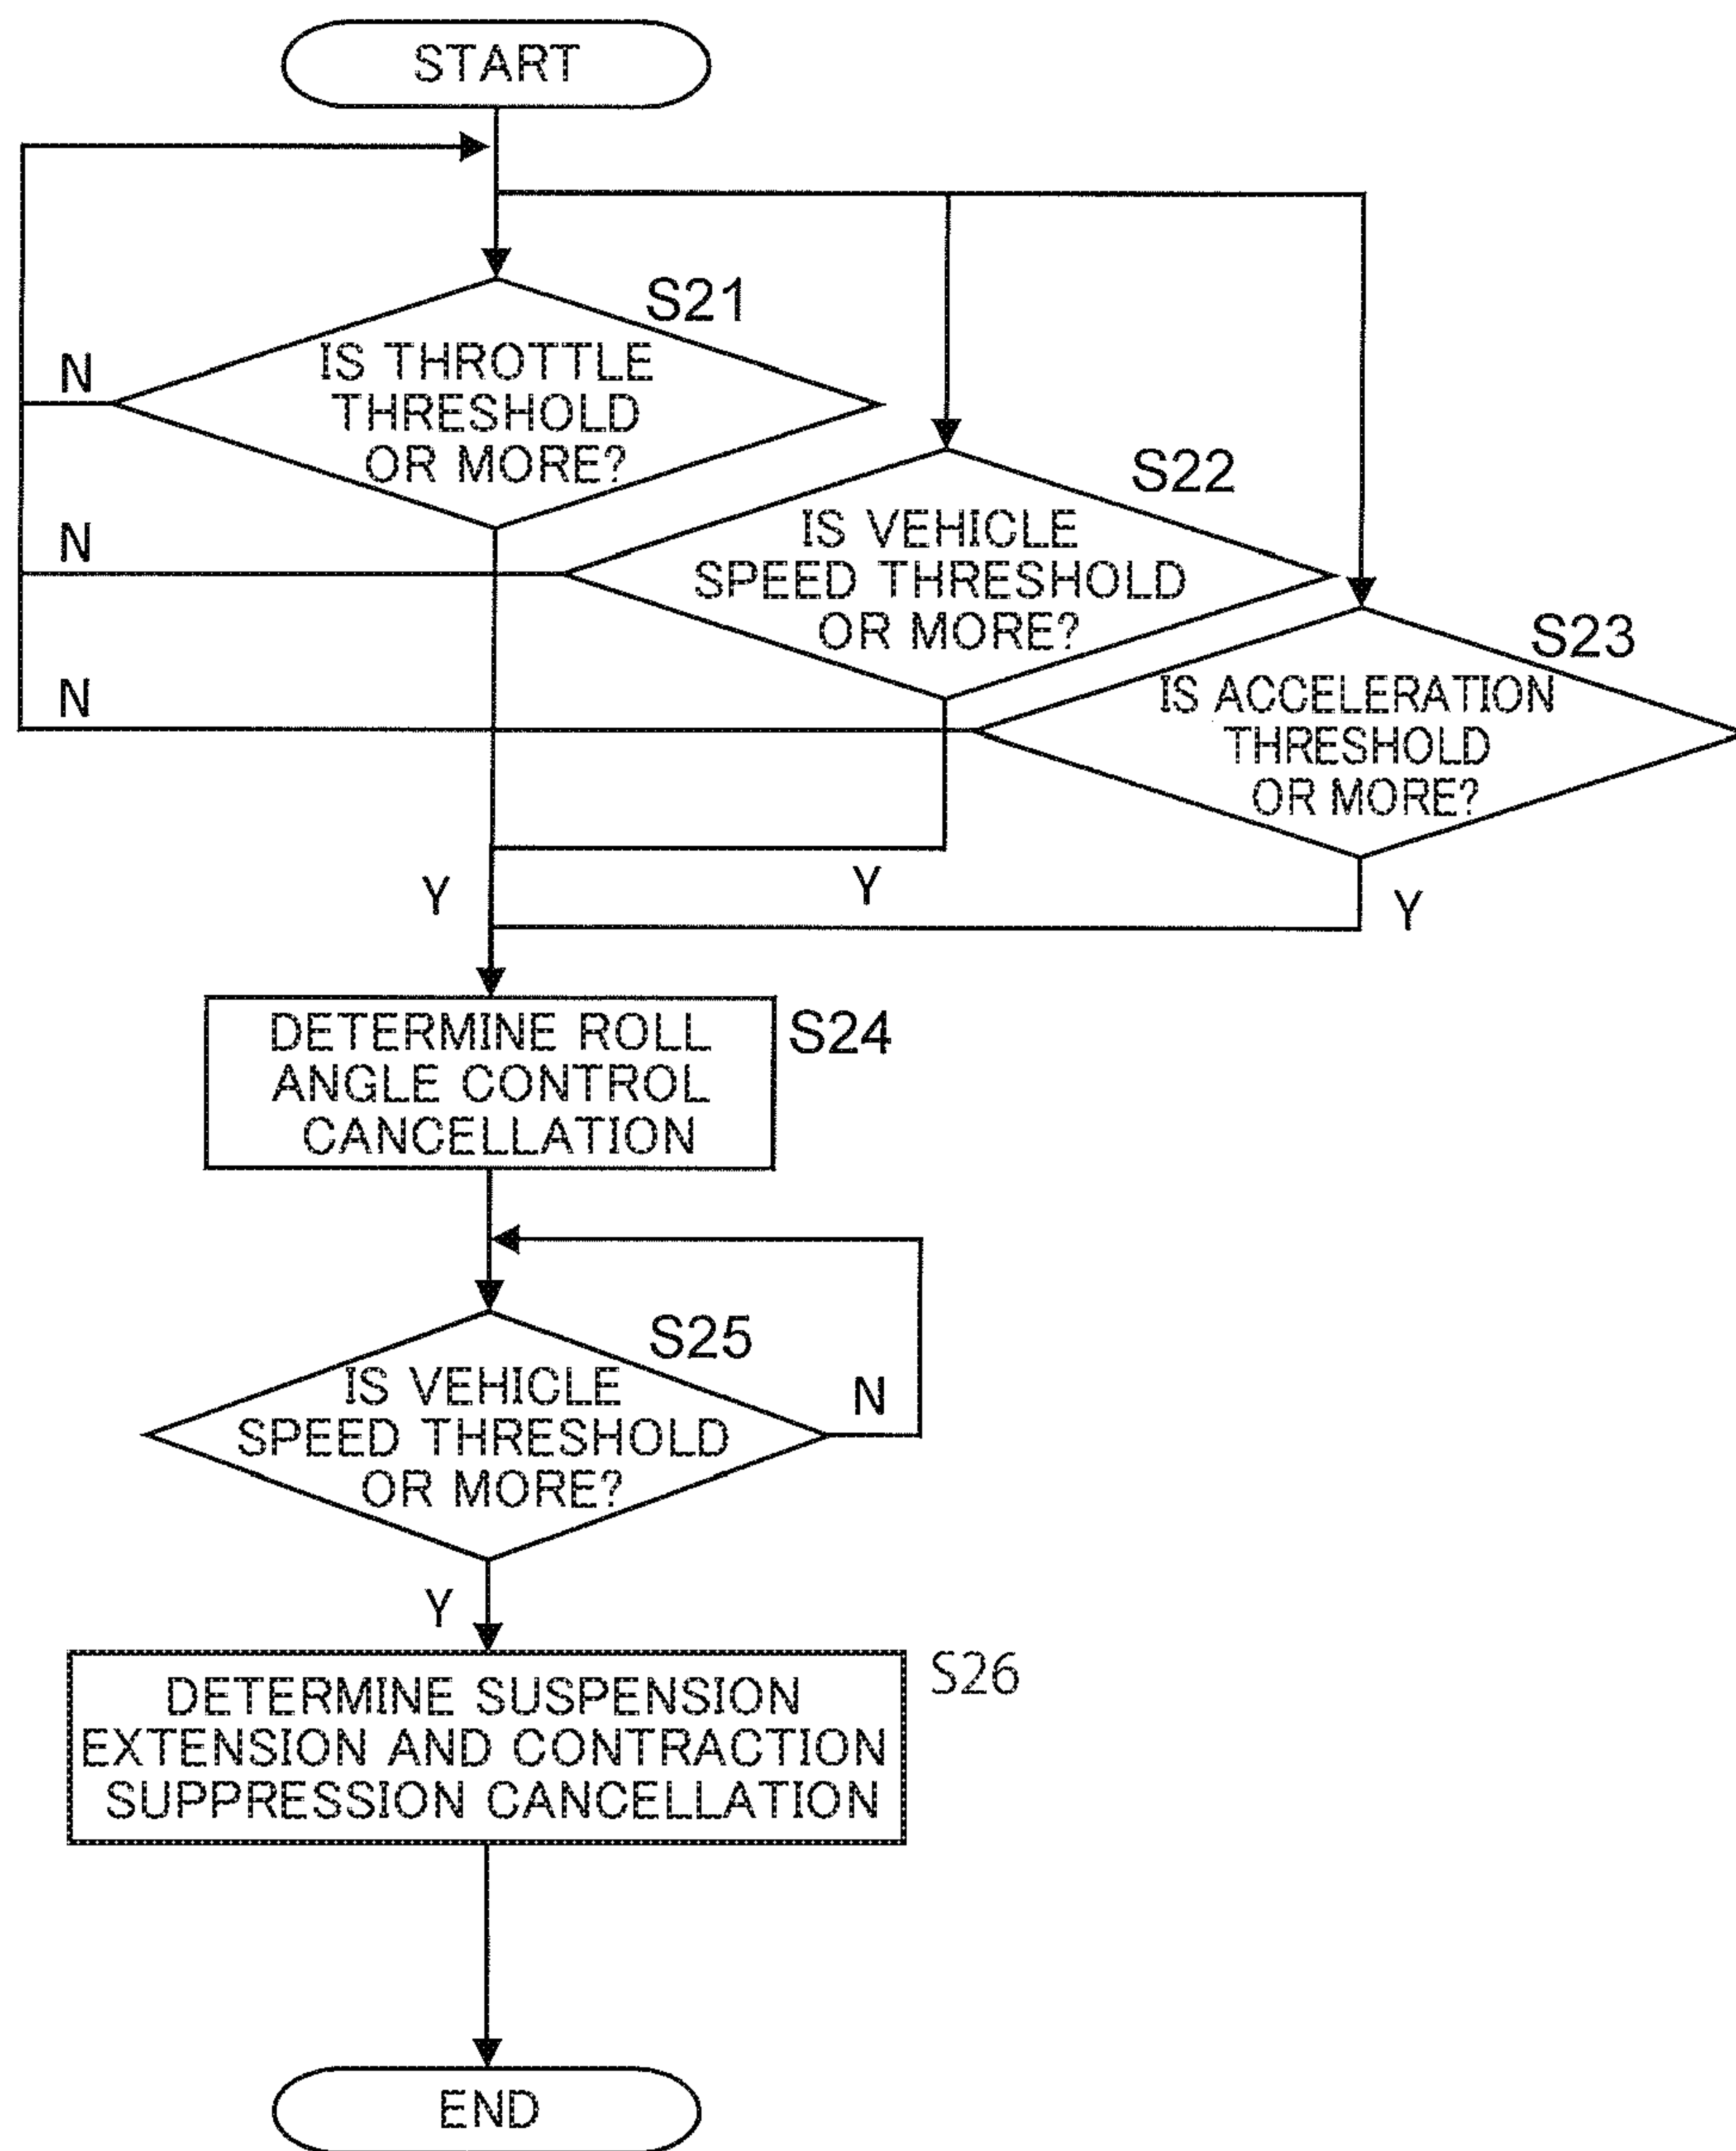 START
S21
N
IS THROTTLE
THRESHOLD
OR MORE?
S22
N
IS VEHICLE
SPEED THRESHOLD
OR MORE?
S23
N
IS ACCELERATION
THRESHOLD
OR MORE?
Y
Y
Y
DETERMINE ROLL
ANGLE CONTROL
CANCELLATION
S24
S25
IS VEHICLE
SPEED THRESHOLD
OR MORE?
N
Y
DETERMINE SUSPENSION
EXTENSION AND CONTRACTION
SUPPRESSION CANCELLATION
S26
END